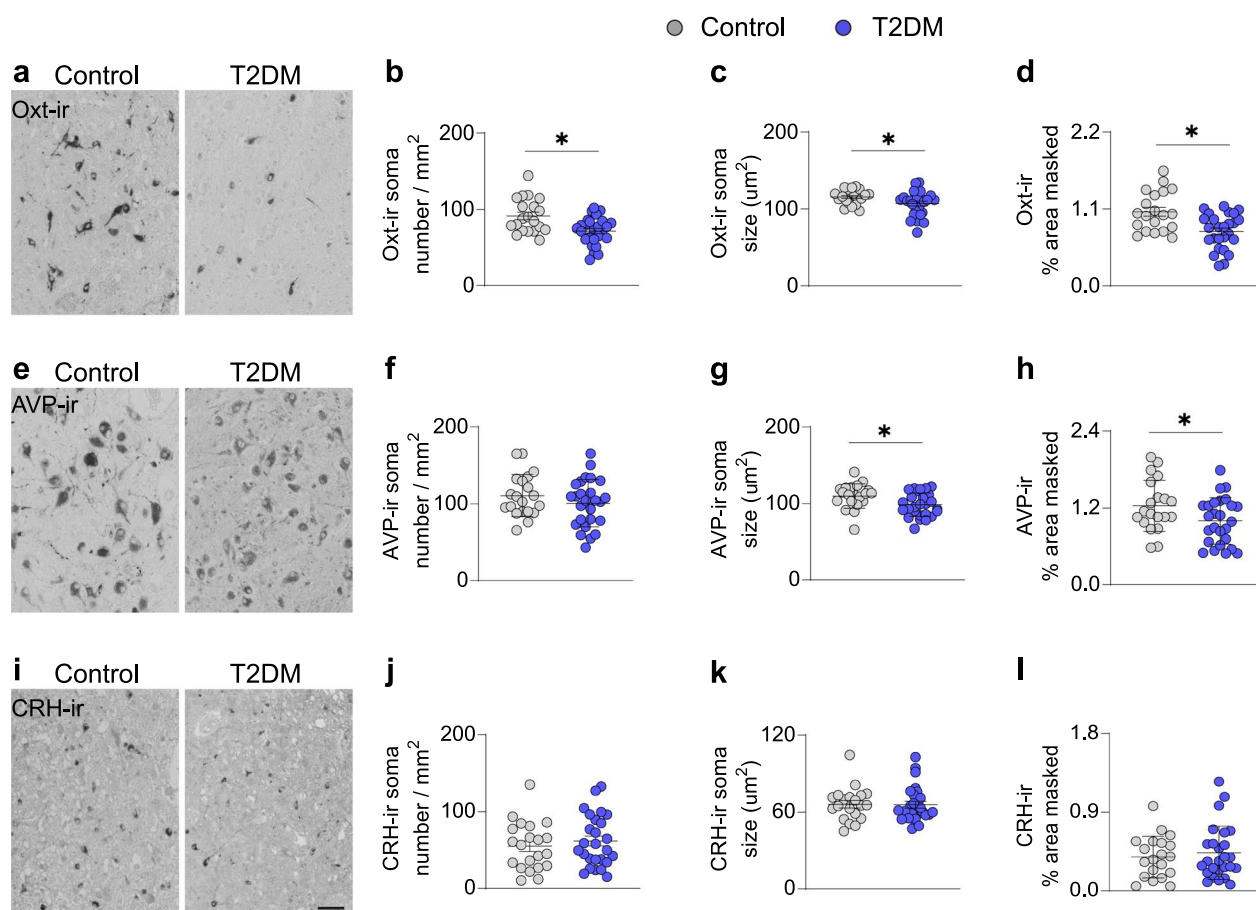 Control T2DM
a Control T2DM
Oxt-ir
b
Oxt-ir soma
number / mm²
200
100
0
*
c
Oxt-ir soma
size (um²)
200
100
0
*
d
Oxt-ir
% area masked
2.2
1.1
0.0
*
e Control T2DM
AVP-ir
f
AVP-ir soma
number / mm²
200
100
0
g
AVP-ir soma
size (um²)
200
100
0
*
h
AVP-ir
% area masked
2.4
1.2
0.0
*
i Control T2DM
CRH-ir
j
CRH-ir soma
number / mm²
200
100
0
k
CRH-ir soma
size (um²)
120
60
0
l
CRH-ir
% area masked
1.8
0.9
0.0